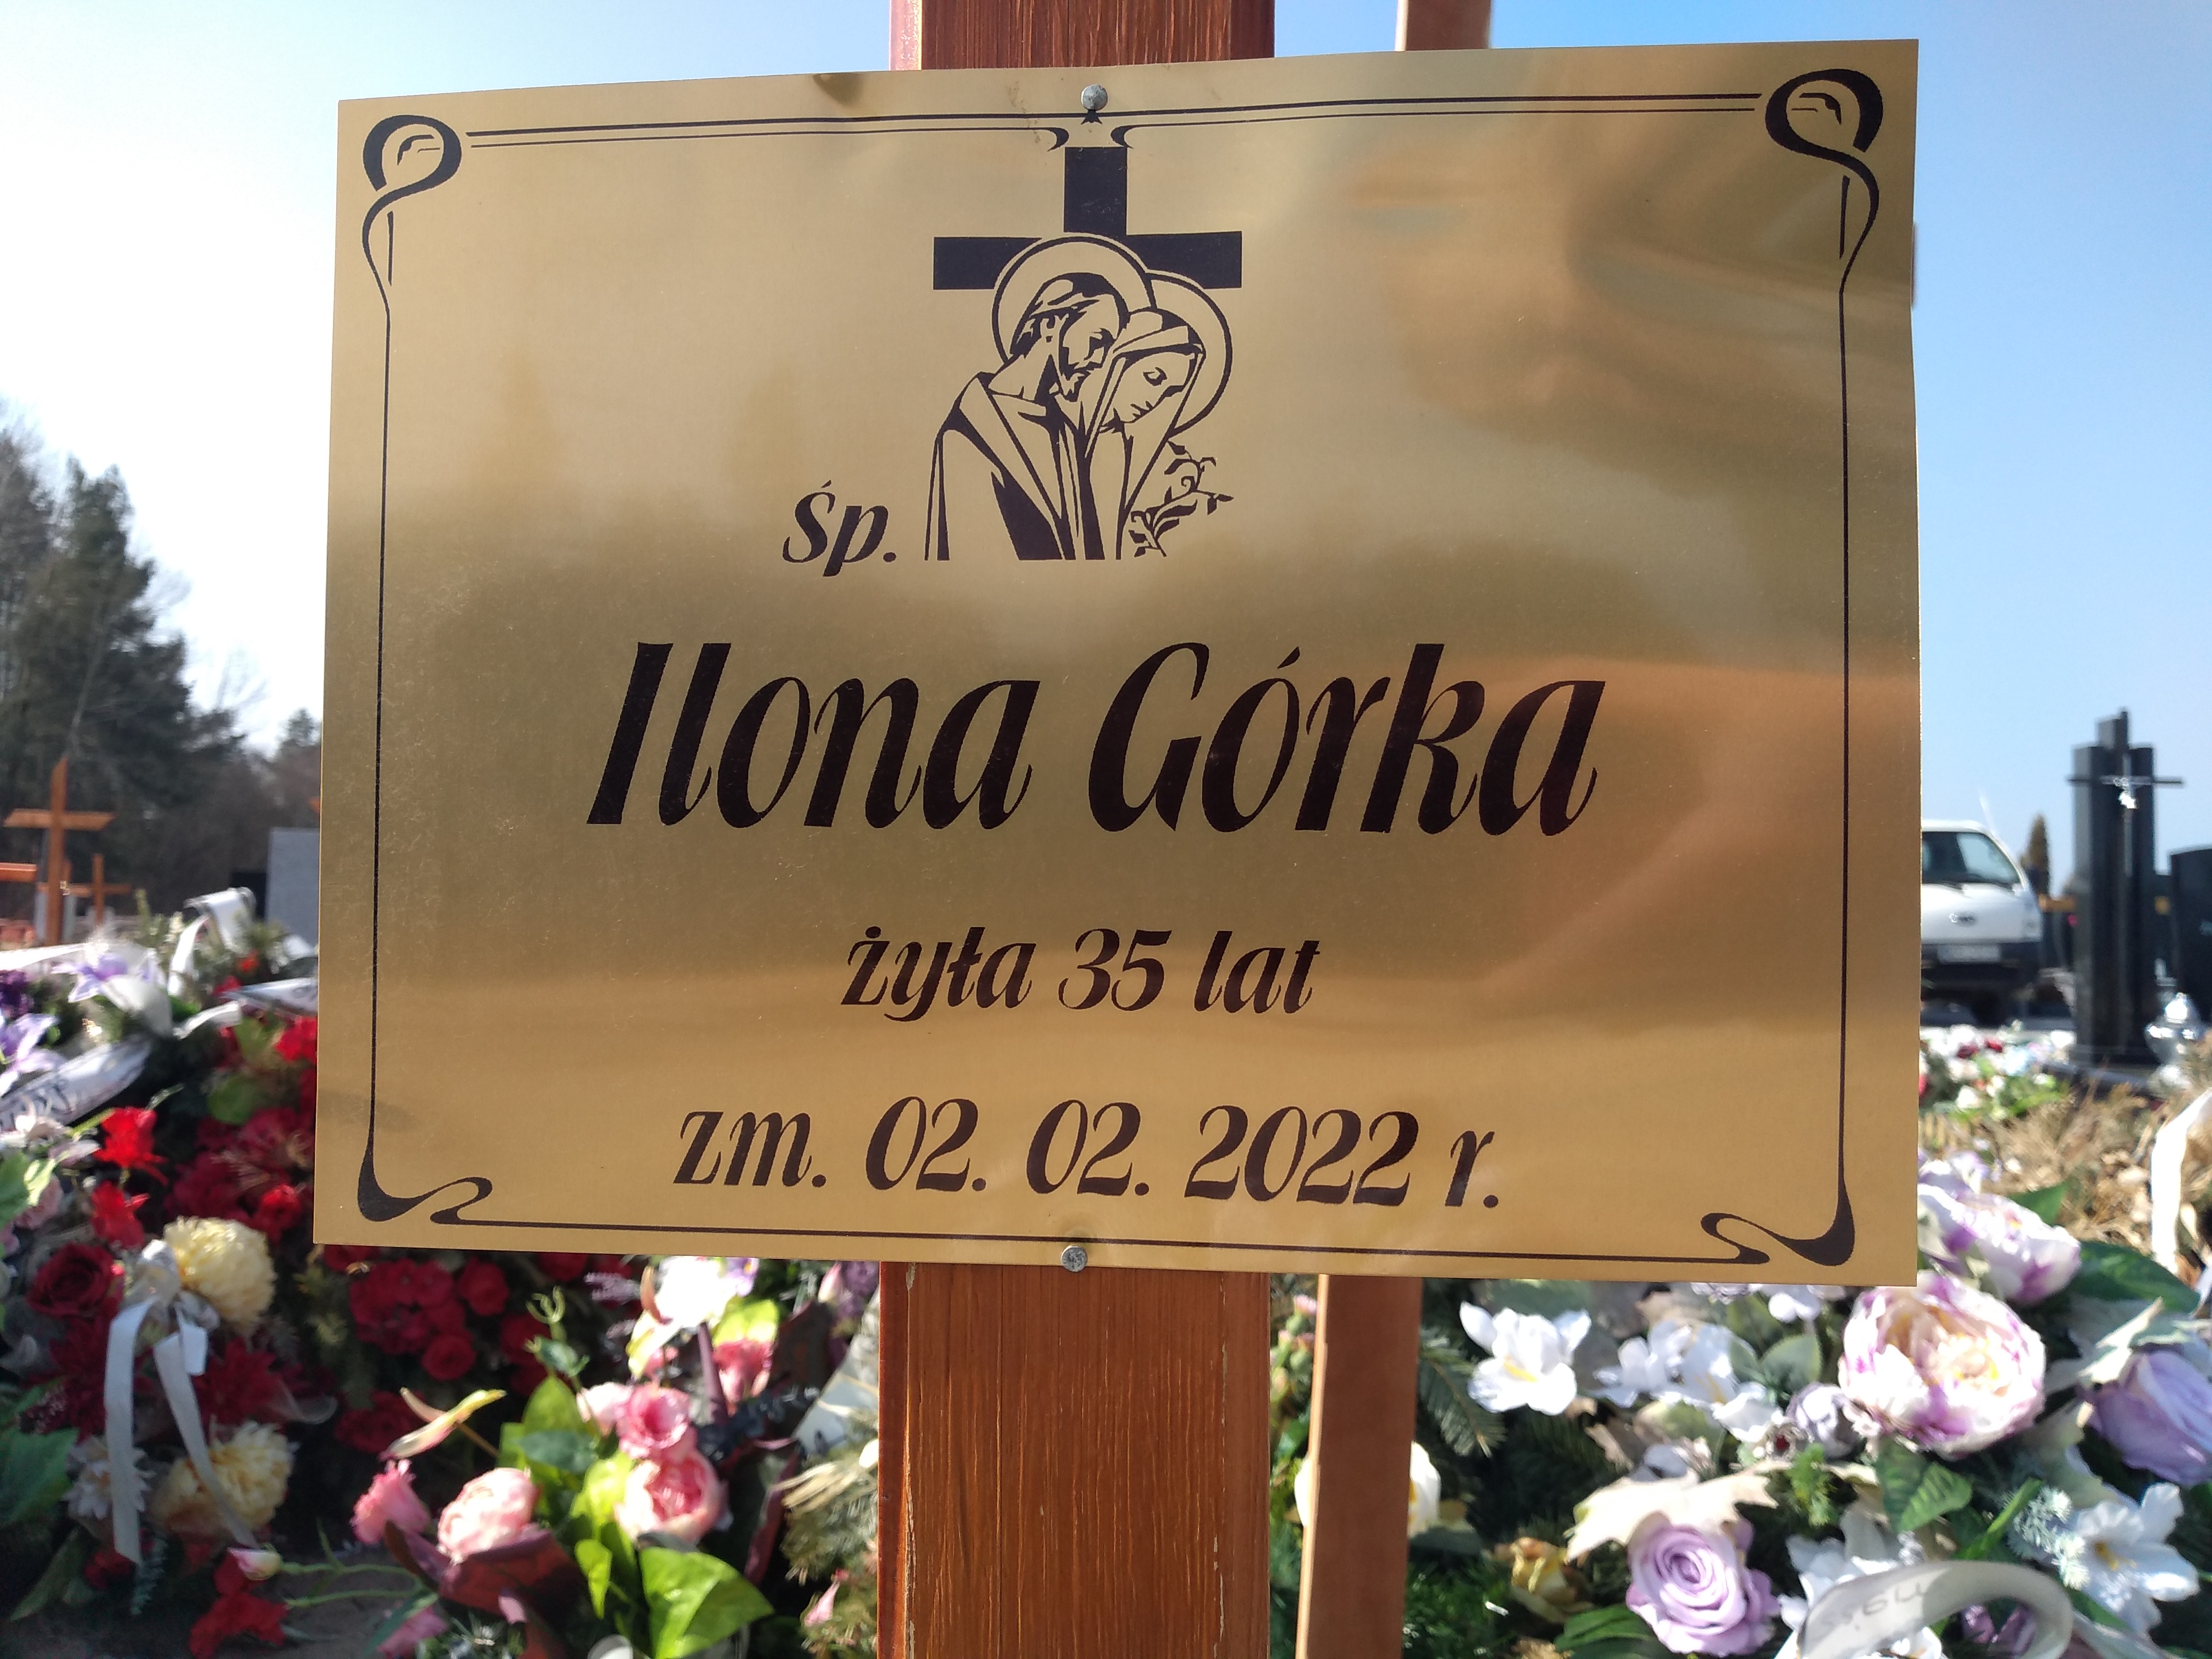 Śp.
Ilona Górka
żyła 35 lat
zm. 02. 02. 2022 r.